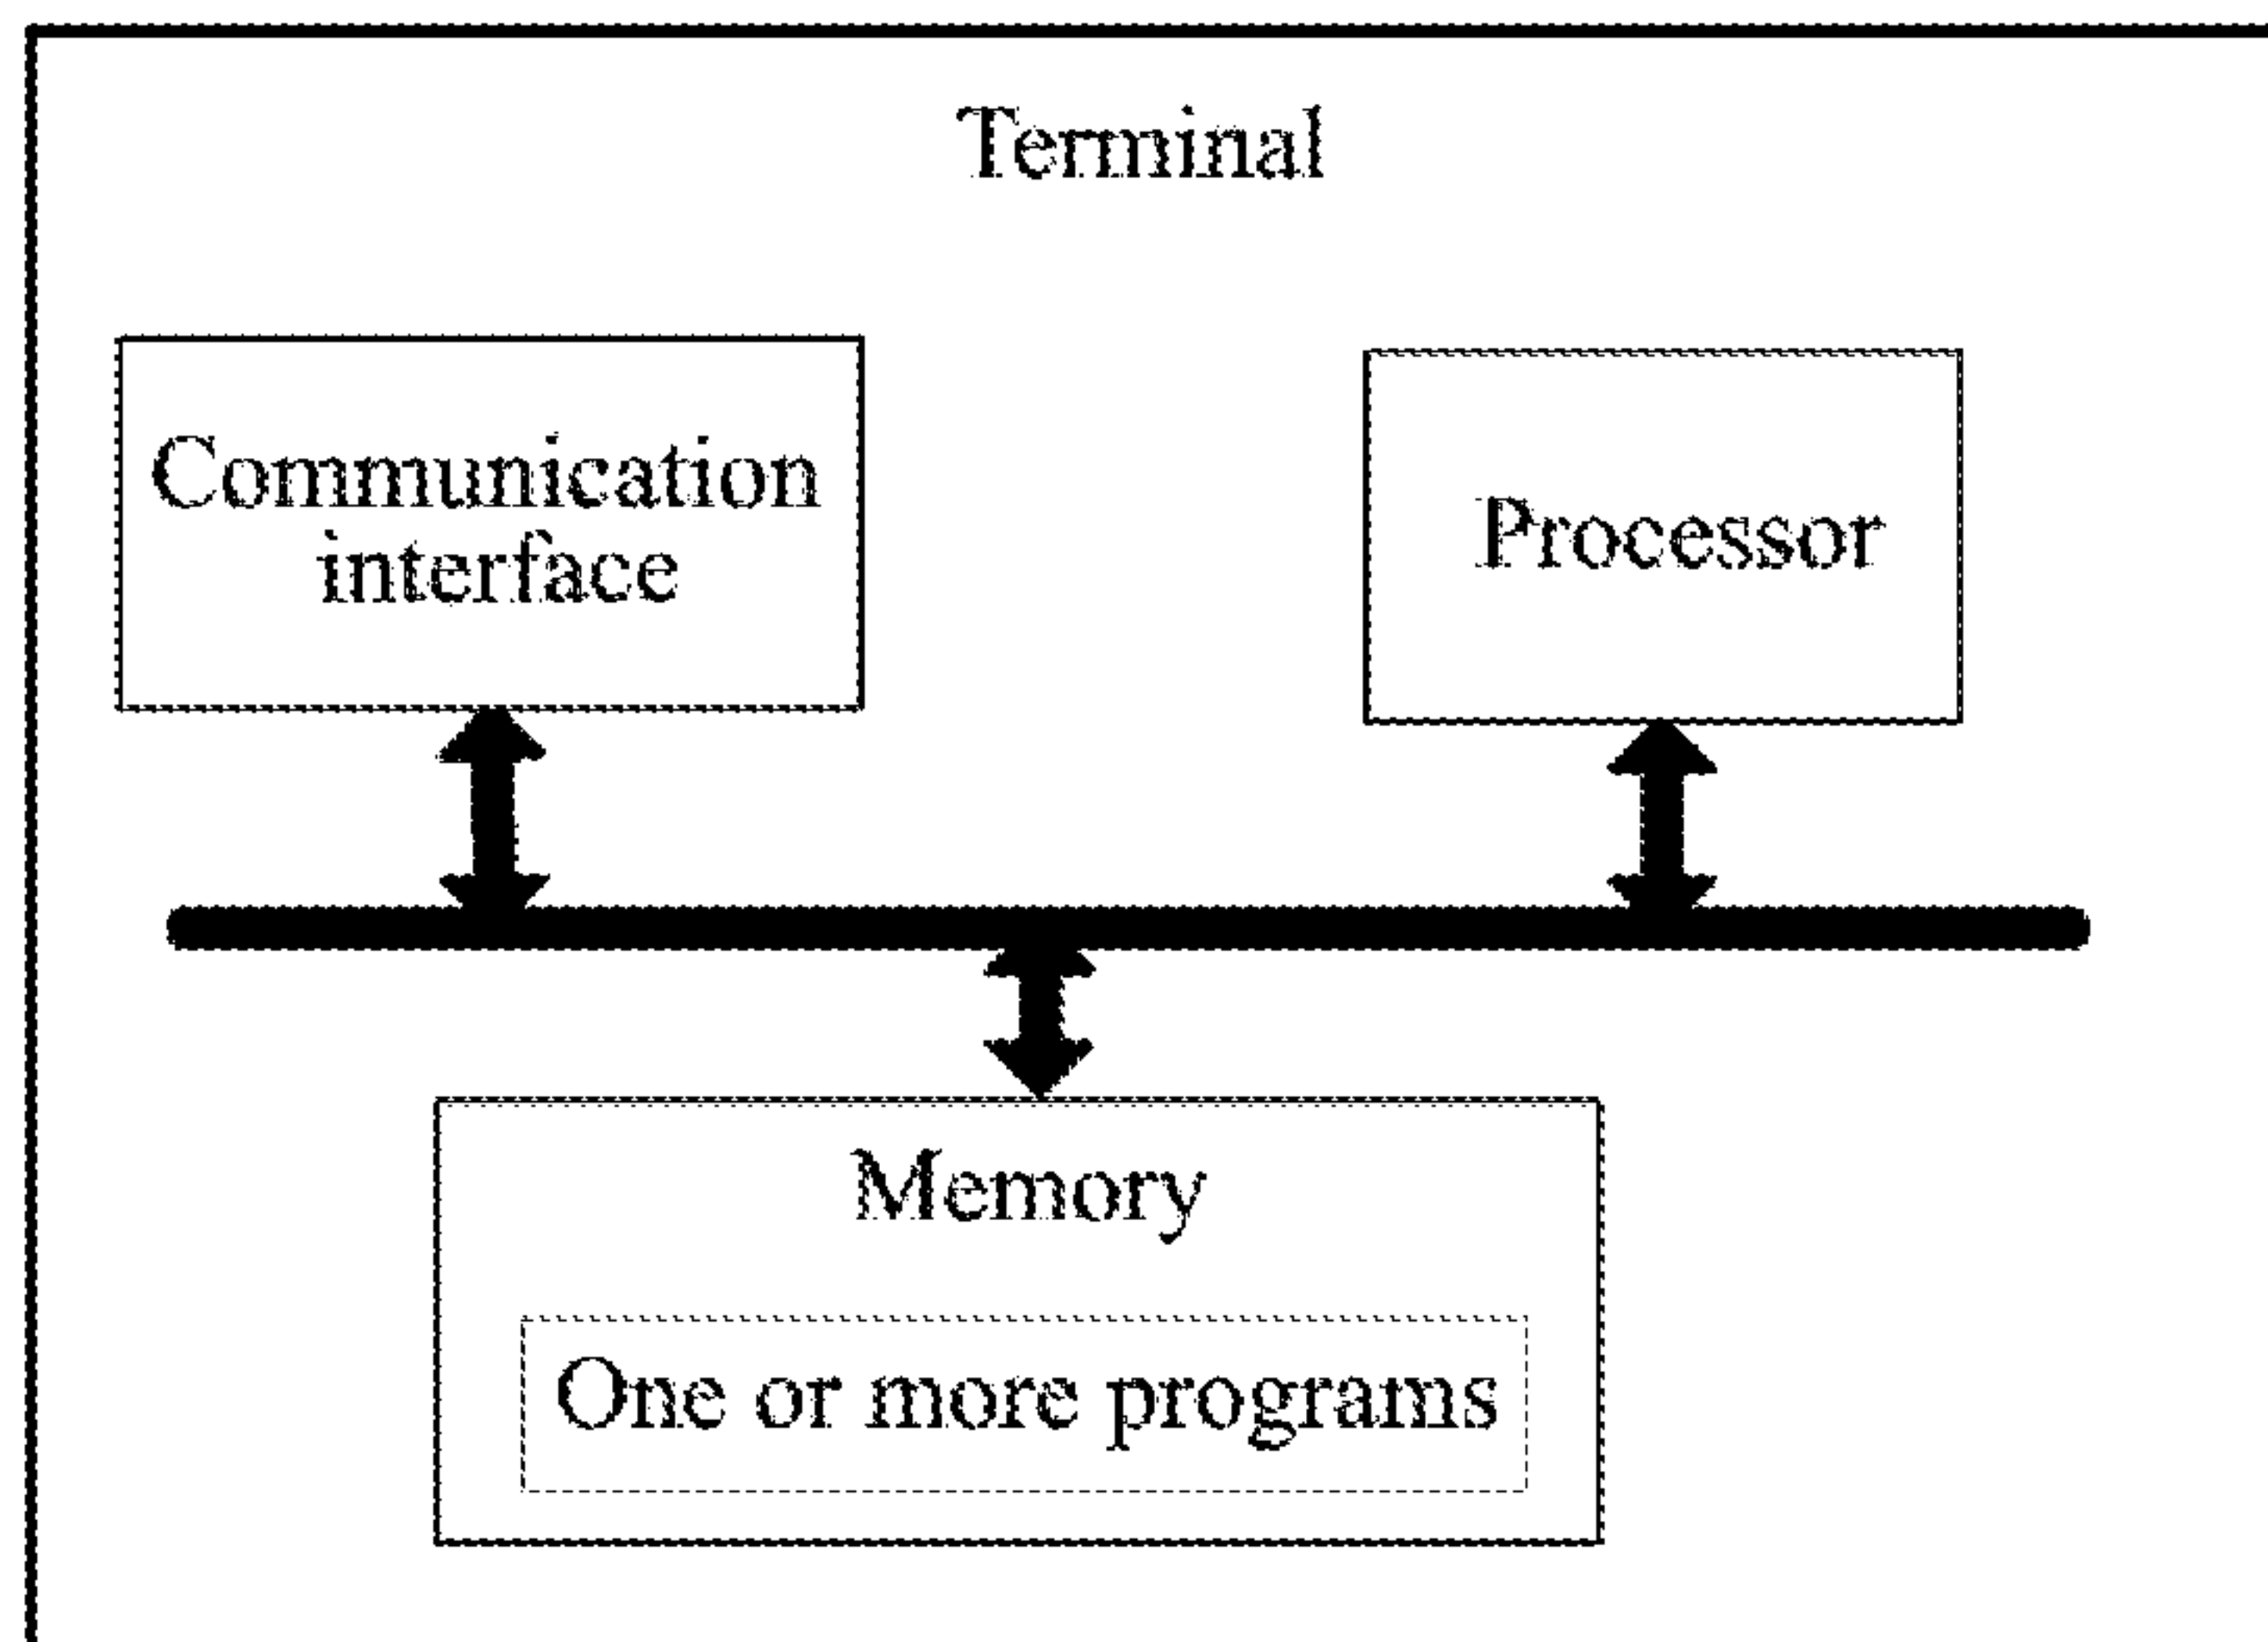 Terminal
Communication
interface
Processor
Memory
One or more programs